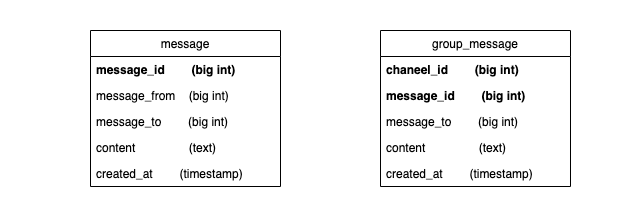 message
message_id (big int)
message_from (big int)
message_to (big int)
content (text)
created_at (timestamp)
group_message
chaneel_id (big int)
message_id (big int)
message_to (big int)
content (text)
created_at (timestamp)